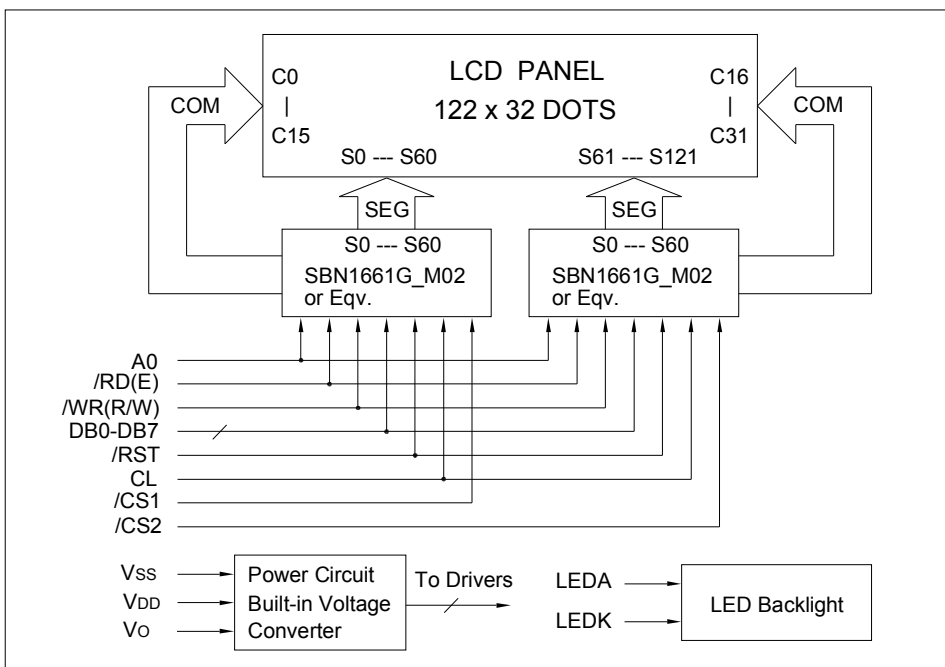 LCD PANEL
122 x 32 DOTS
C0
|
C15
C16
|
C31
COM
COM
S0 --- S60
S61 --- S121
SEG
SEG
S0 --- S60
SBN1661G_M02
or Eqv.
S0 --- S60
SBN1661G_M02
or Eqv.
A0
/RD(E)
/WR(R/W)
DB0-DB7
/RST
CL
/CS1
/CS2
VSS
VDD
VO
Power Circuit
Built-in Voltage
Converter
To Drivers
LEDA
LEDK
LED Backlight